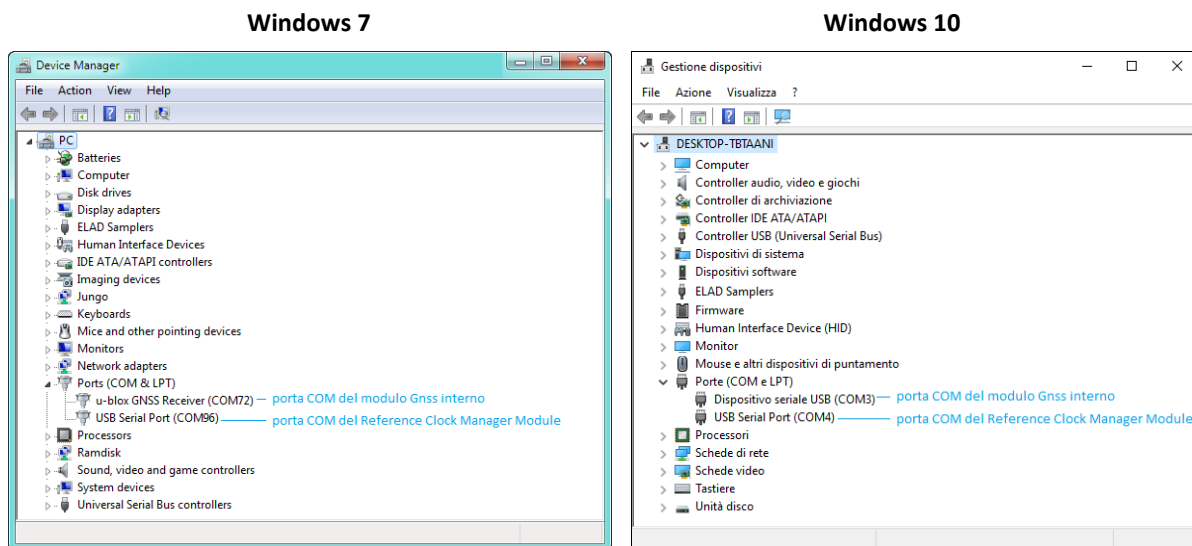 Windows 7
Device Manager
File Action View Help
PC
Batteries
Computer
Disk drives
Display adapters
ELAD Samplers
Human Interface Devices
IDE ATA/ATAPI controllers
Imaging devices
Jungo
Keyboards
Mice and other pointing devices
Monitors
Network adapters
Ports (COM & LPT)
u-blox GNSS Receiver (COM72) porta COM del modulo Gnss interno
USB Serial Port (COM96) porta COM del Reference Clock Manager Module
Processors
Ramdisk
Sound, video and game controllers
System devices
Universal Serial Bus controllers
Windows 10
Gestione dispositivi
File Azione Visualizza ?
DESKTOP-TBTAANI
Computer
Controller audio, video e giochi
Controller di archiviazione
Controller IDE ATA/ATAPI
Controller USB (Universal Serial Bus)
Dispositivi di sistema
Dispositivi software
ELAD Samplers
Firmware
Human Interface Device (HID)
Monitor
Mouse e altri dispositivi di puntamento
Porte (COM e LPT)
Dispositivo seriale USB (COM3) porta COM del modulo Gnss interno
USB Serial Port (COM4) porta COM del Reference Clock Manager Module
Processori
Schede di rete
Schede video
Tastiere
Unità disco